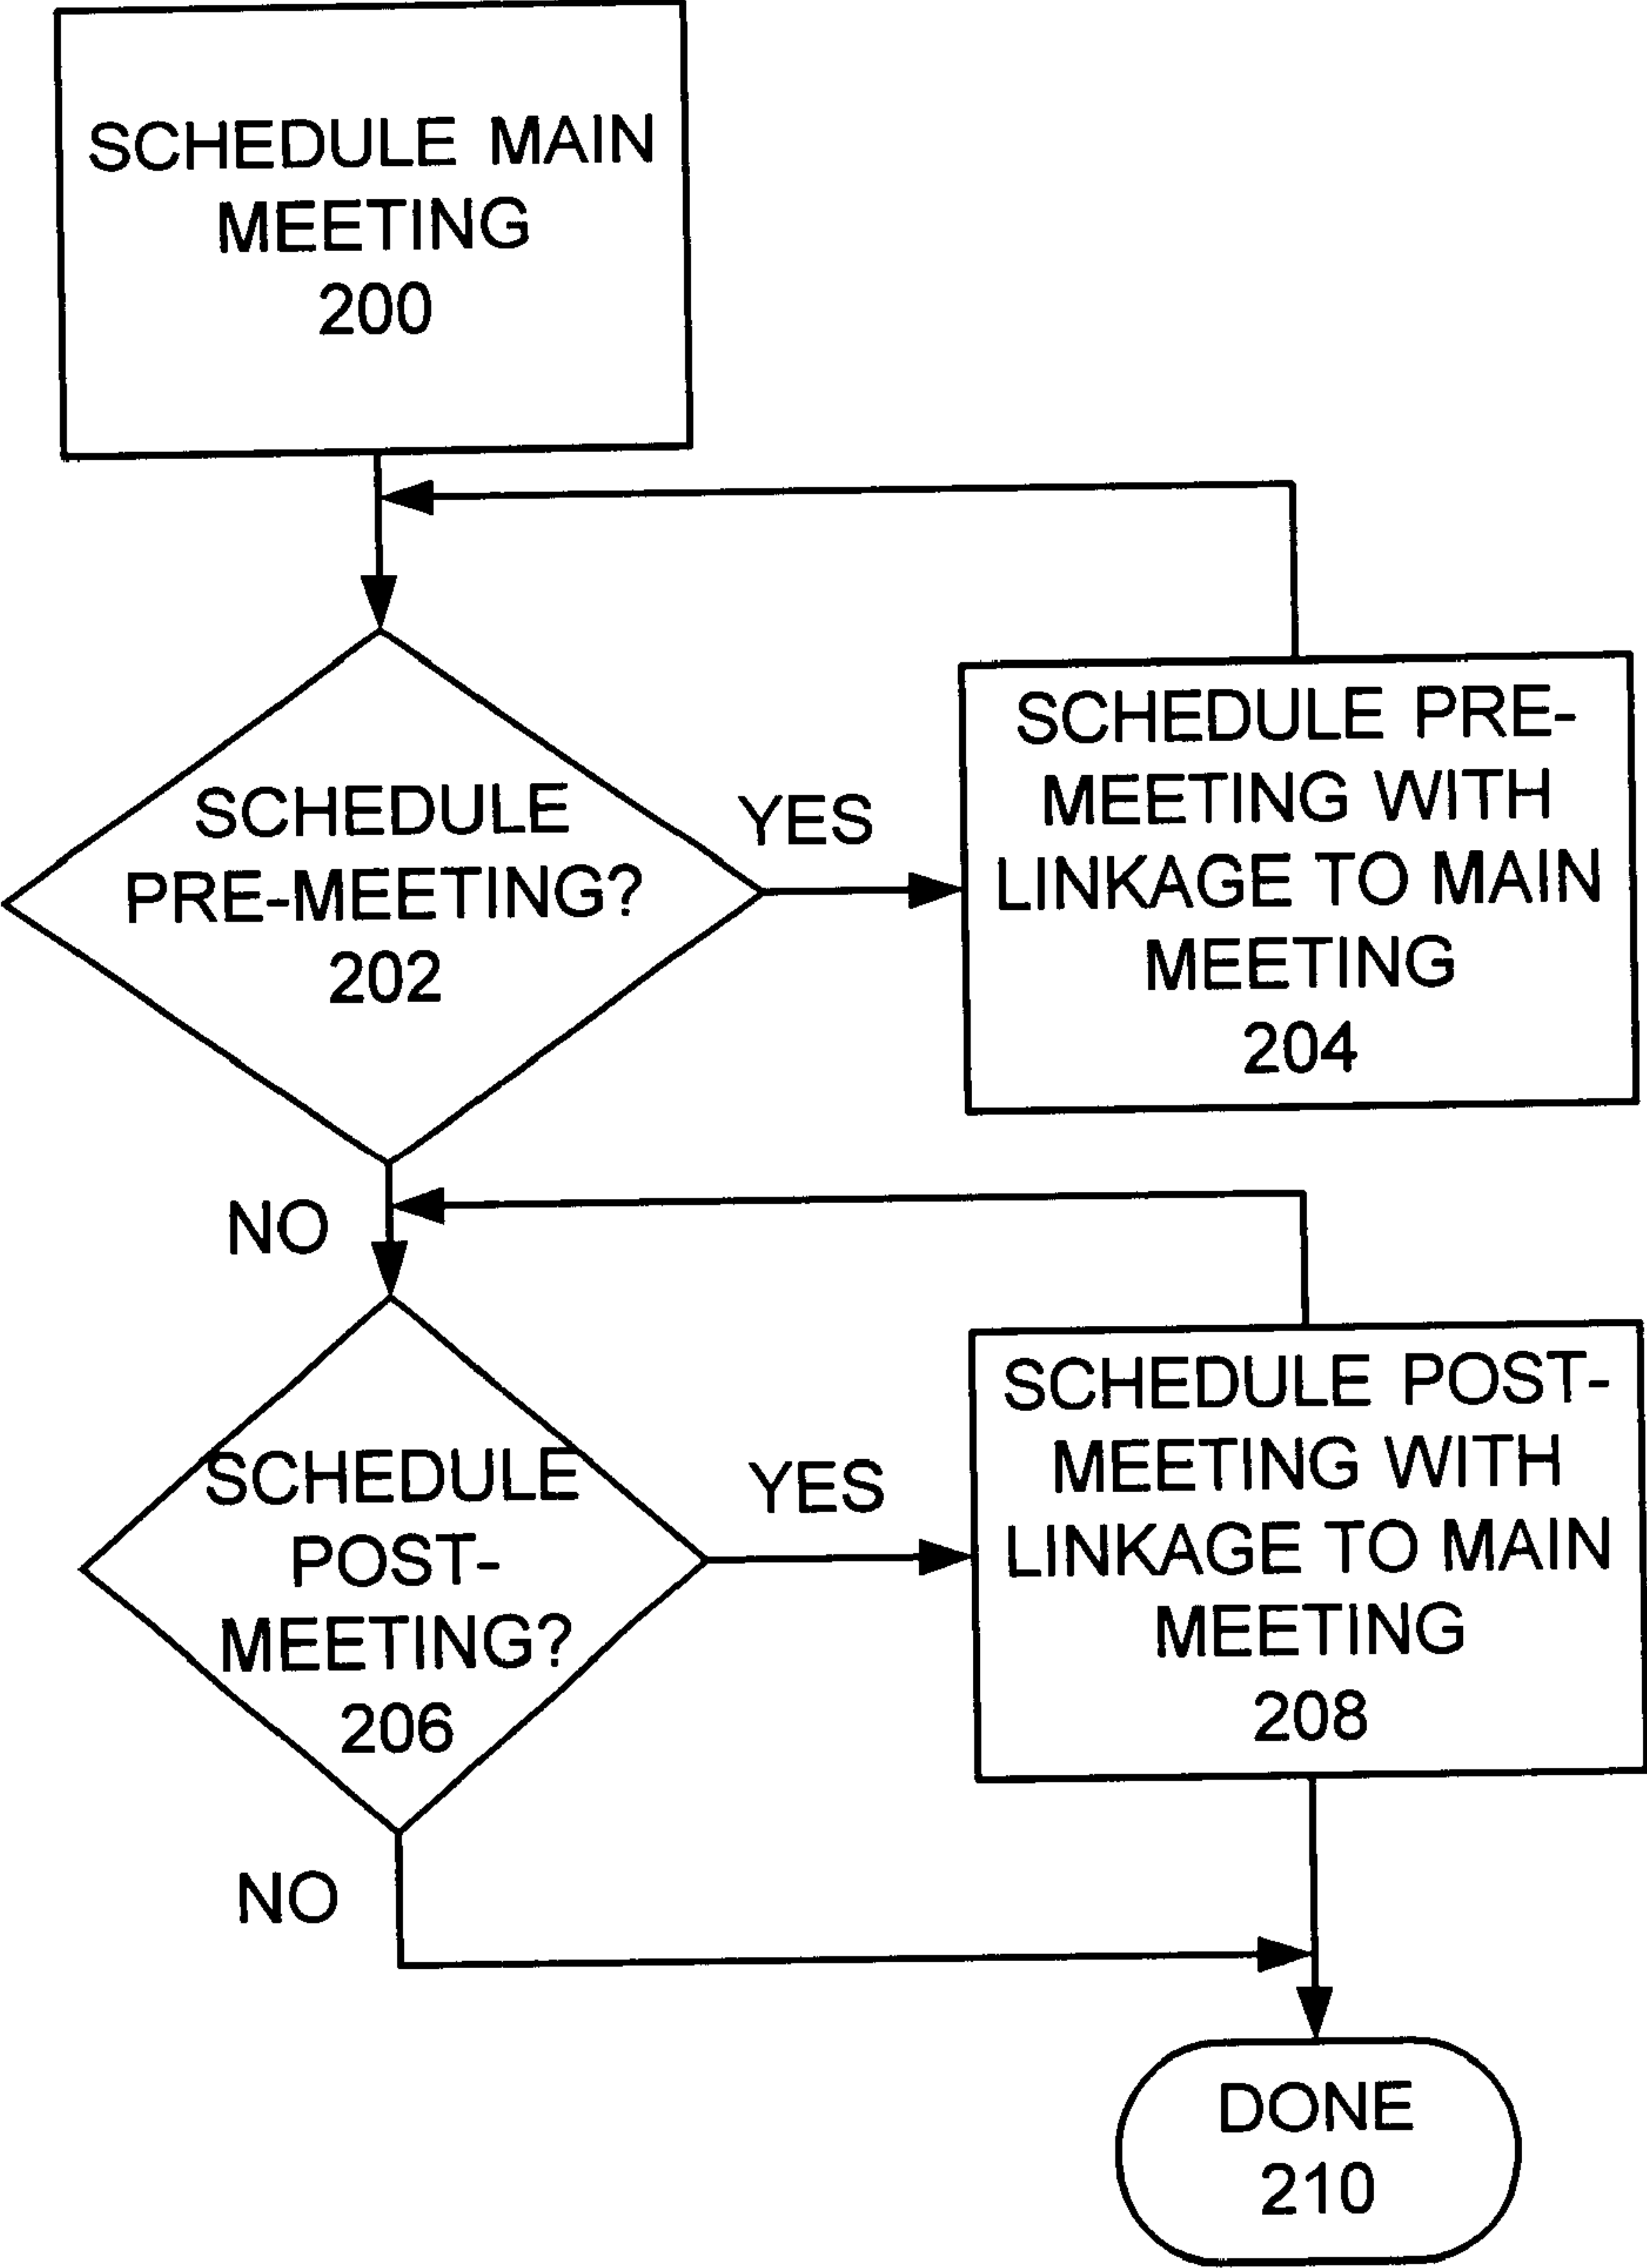 SCHEDULE MAIN
MEETING
200
SCHEDULE
PRE-MEETING?
202
YES
SCHEDULE PRE-
MEETING WITH
LINKAGE TO MAIN
MEETING
204
NO
SCHEDULE
POST-
MEETING?
206
YES
SCHEDULE POST-
MEETING WITH
LINKAGE TO MAIN
MEETING
208
NO
DONE
210